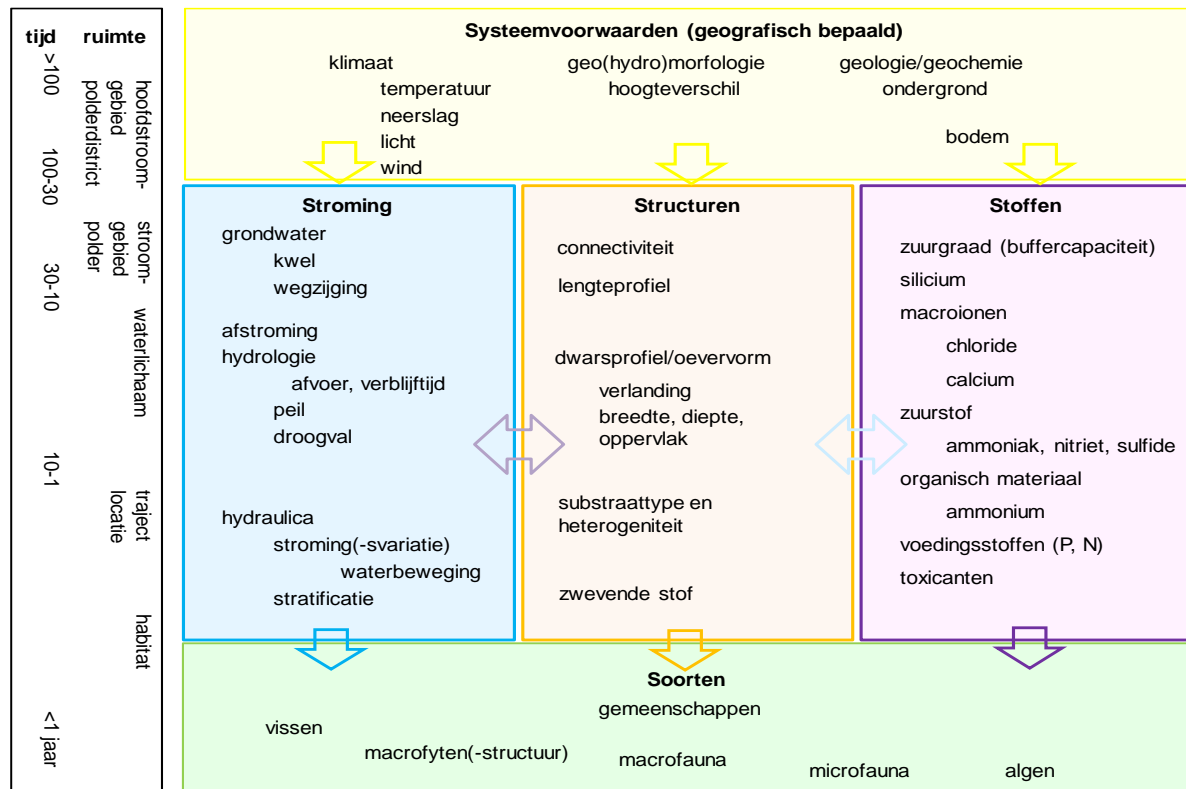 tijd ruimte
>100
100-30
30-10
10-1
<1 jaar
hoofdstroom-
gebied
polderdistrict
stroom-
gebied
polder
waterlichaam
traject
locatie
habitat
Systeemvoorwaarden (geografisch bepaald)
klimaat
temperatuur
neerslag
licht
wind
geo(hydro)morfologie
hoogteverschil
geologie/geochemie
ondergrond
bodem
Stroming
grondwater
kwel
wegzijging
afstroming
hydrologie
afvoer, verblijftijd
peil
droogval
hydraulica
stroming(-svariatie)
waterbeweging
stratificatie
Structuren
connectiviteit
lengteprofiel
dwarsprofiel/oevervorm
verlanding
breedte, diepte,
oppervlak
substraattype en
heterogeniteit
zwevende stof
Stoffen
zuurgraad (buffercapaciteit)
silicium
macroionen
chloride
calcium
zuurstof
ammoniak, nitriet, sulfide
organisch materiaal
ammonium
voedingsstoffen (P, N)
toxicanten
Soorten
gemeenschappen
vissen
macrofyten(-structuur)
macrofauna
microfauna
algen